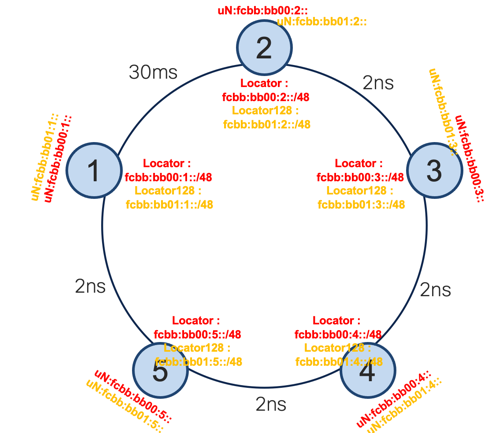 uN:fcbb:bb00:2::
uN:fcbb:bb01:2::
2
30ms
2ns
Locator :
fcbb:bb00:2::/48
Locator128 :
fcbb:bb01:2::/48
uN:fcbb:bb01:1::
uN:fcbb:bb00:1::
1
Locator :
fcbb:bb00:1::/48
Locator128 :
fcbb:bb01:1::/48
Locator :
fcbb:bb00:3::/48
Locator128 :
fcbb:bb01:3::/48
3
uN:fcbb:bb01:3::
uN:fcbb:bb00:3::
2ns
2ns
Locator :
fcbb:bb00:5::/48
Locator128 :
fcbb:bb01:5::/48
5
uN:fcbb:bb00:5::
uN:fcbb:bb01:5::
Locator :
fcbb:bb00:4::/48
Locator128 :
fcbb:bb01:4::/48
4
uN:fcbb:bb00:4::
uN:fcbb:bb01:4::
2ns